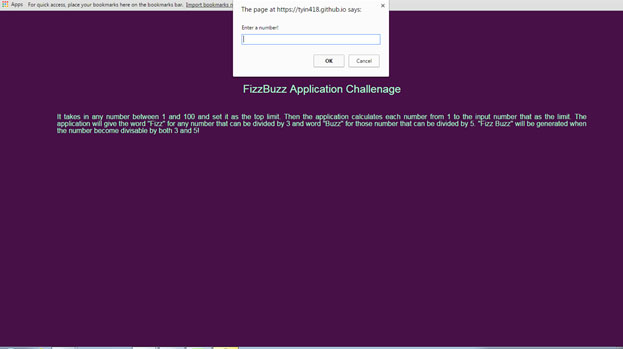 Apps For quick access, place your bookmarks here on the bookmarks bar. Import bookmarks
The page at https://tyin418.github.io says:
Enter a number!
OK Cancel
FizzBuzz Application Challenage
It takes in any number between 1 and 100 and set it as the top limit. Then the application calculates each number from 1 to the input number that as the limit. The
application will give the word "Fizz" for any number that can be divided by 3 and word "Buzz" for those number that can be divided by 5. "Fizz Buzz" will be generated when
the number become divisable by both 3 and 5!